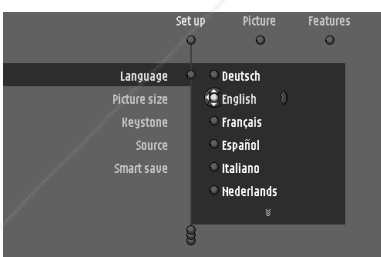 Set up Picture Features
Language Deutsch
Picture size English
Keystone Français
Source Español
Smart save Italiano
Nederlands